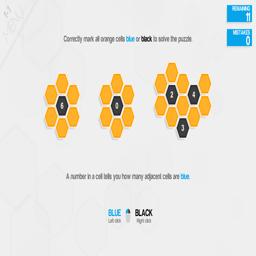 REMAINING
11
MISTAKES
0
Correctly mark all orange cells blue or black to solve the puzzle.
6
0
2
4
3
A number in a cell tells you how many adjacent cells are blue.
BLUE BLACK
Left click Right click